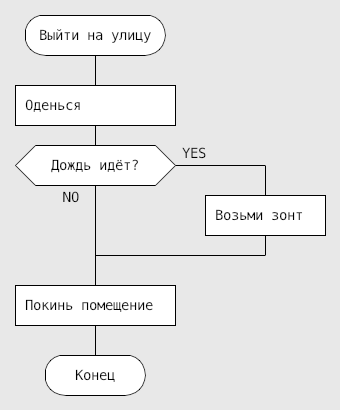 Выйти на улицу
Оденься
Дождь идёт?
YES
NO
Возьми зонт
Покинь помещение
Конец